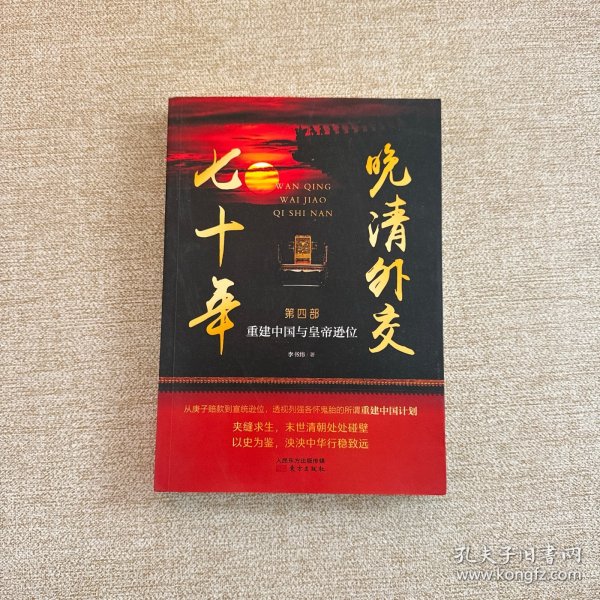 晚清外交
七十年
WAN QING
WAI JIAO
QI SHI NAN
第四部
重建中国与皇帝逊位
李书纬 著
从庚子赔款到宣统逊位，透视列强各怀鬼胎的所谓重建中国计划
夹缝求生，末世清朝处处碰壁
以史为鉴，泱泱中华行稳致远
人民东方出版传媒
东方出版社
孔夫子旧书网
www.kongfz.com